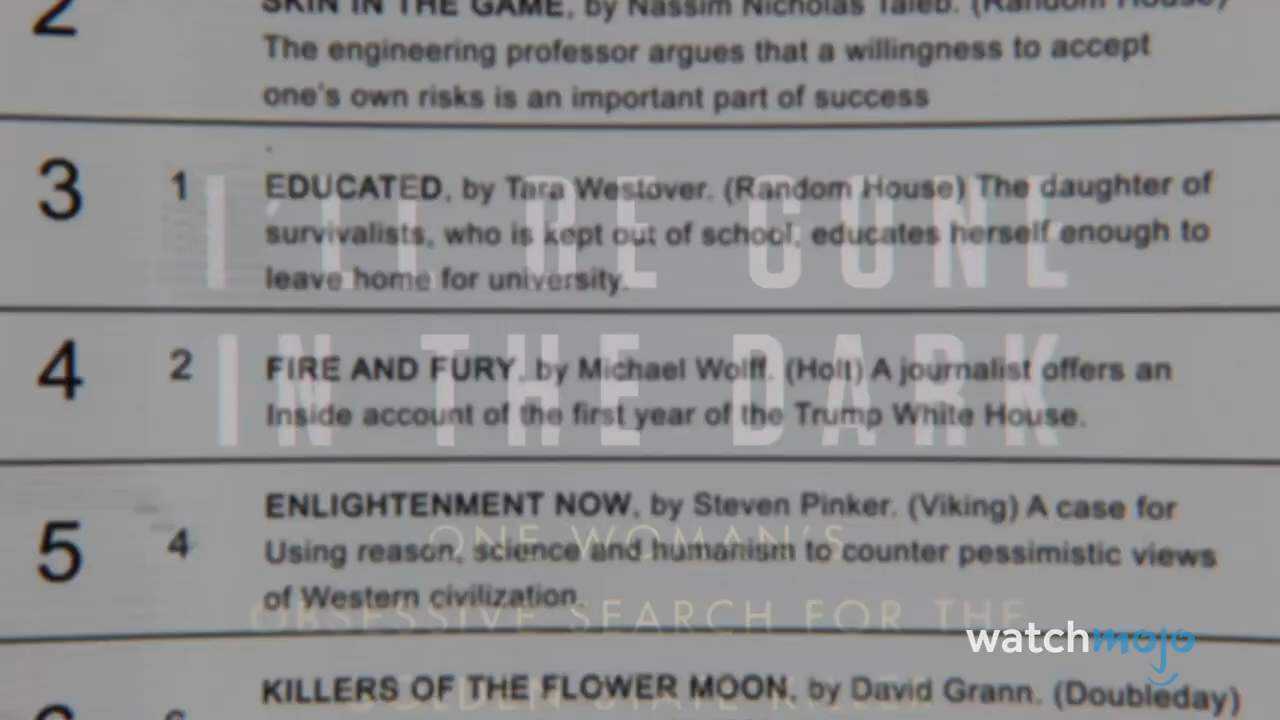 2
SKIN IN THE GAME, by Nassim Nicholas Taleb. (Random House)
The engineering professor argues that a willingness to accept
one's own risks is an important part of success
3 1 EDUCATED, by Tara Westover. (Random House) The daughter of
survivalists, who is kept out of school, educates herself enough to
leave home for university.
4 2 FIRE AND FURY, by Michael Wolff. (Holt) A journalist offers an
Inside account of the first year of the Trump White House.
5 4 ENLIGHTENMENT NOW, by Steven Pinker. (Viking) A case for
Using reason, science and humanism to counter pessimistic views
of Western civilization.
KILLERS OF THE FLOWER MOON, by David Grann. (Doubleday)
I'LL BE GONE
IN THE DARK
ONE WOMAN'S
OBSESSIVE SEARCH FOR THE
GOLDEN STATE KILLER
watchmojo